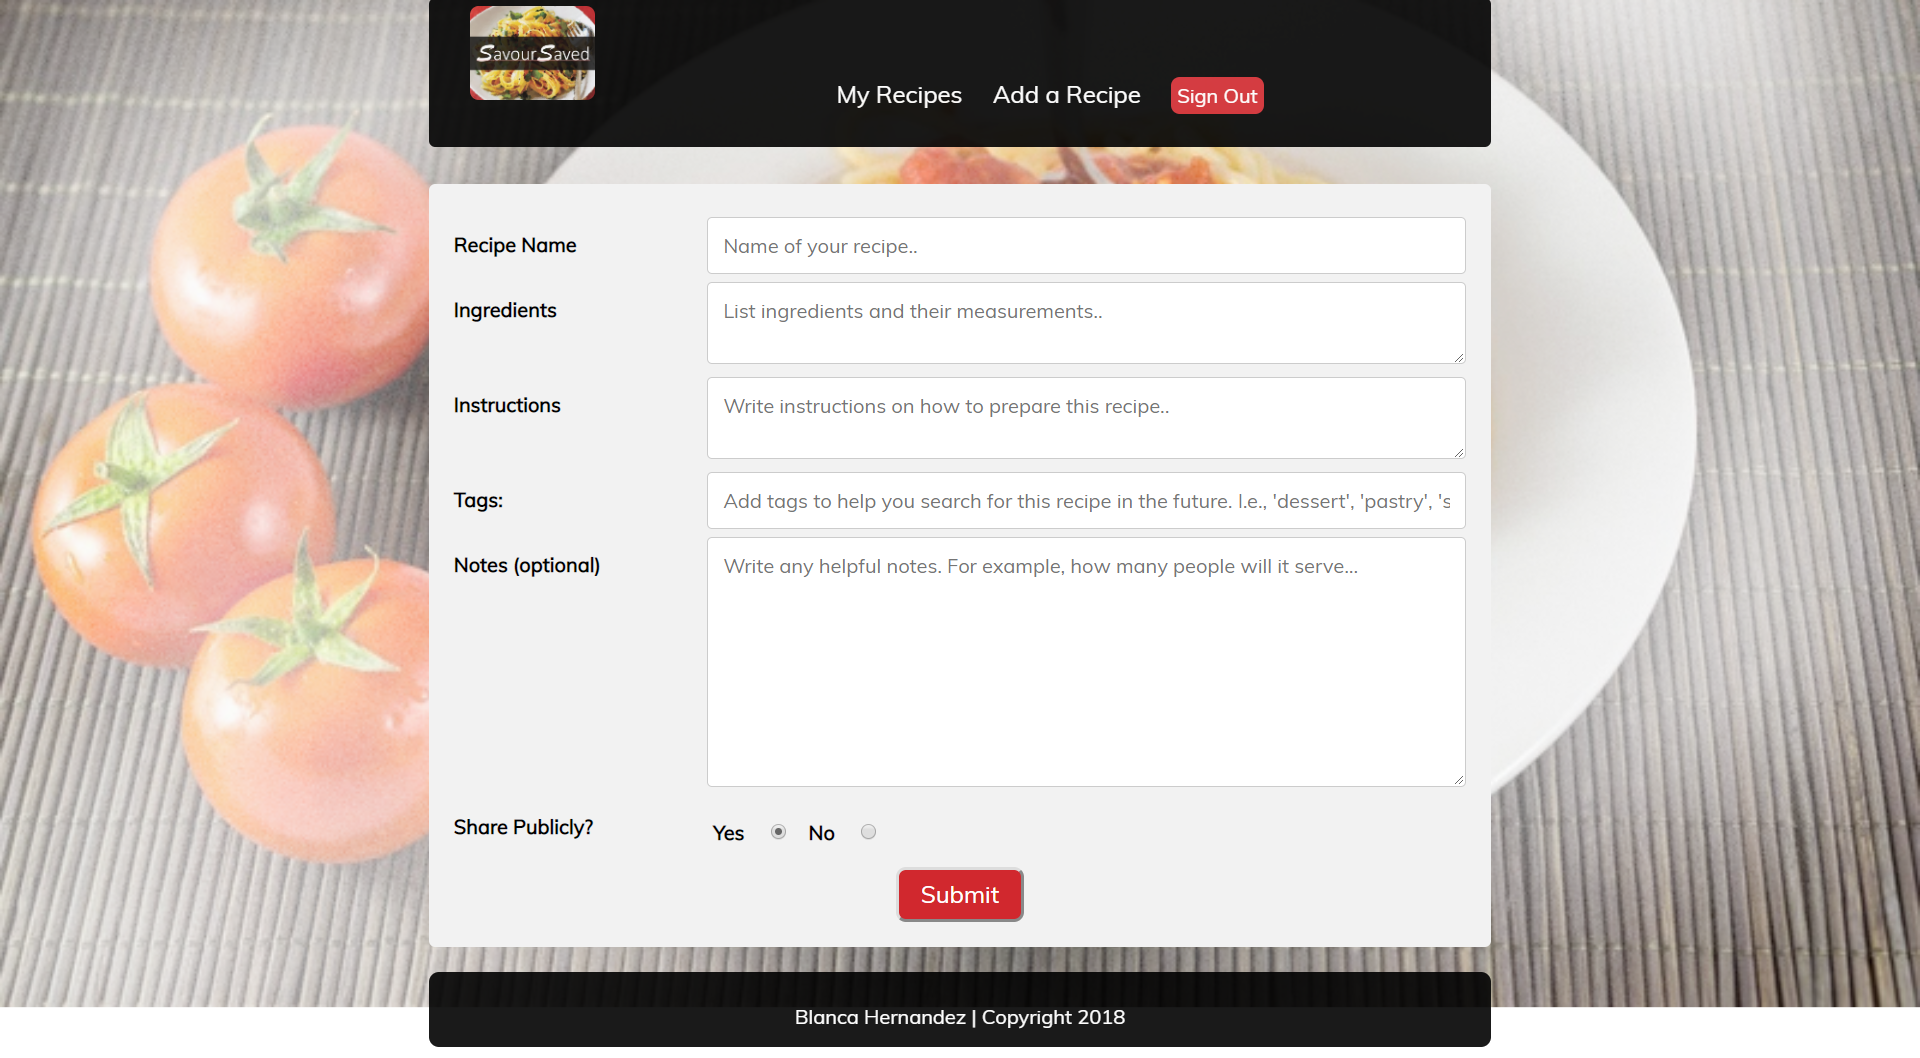 SavourSaved
My Recipes Add a Recipe Sign Out
Recipe Name Name of your recipe..
Ingredients List ingredients and their measurements..
Instructions Write instructions on how to prepare this recipe..
Tags: Add tags to help you search for this recipe in the future. I.e., 'dessert', 'pastry', 's
Notes (optional) Write any helpful notes. For example, how many people will it serve...
Share Publicly? Yes No
Submit
Blanca Hernandez | Copyright 2018